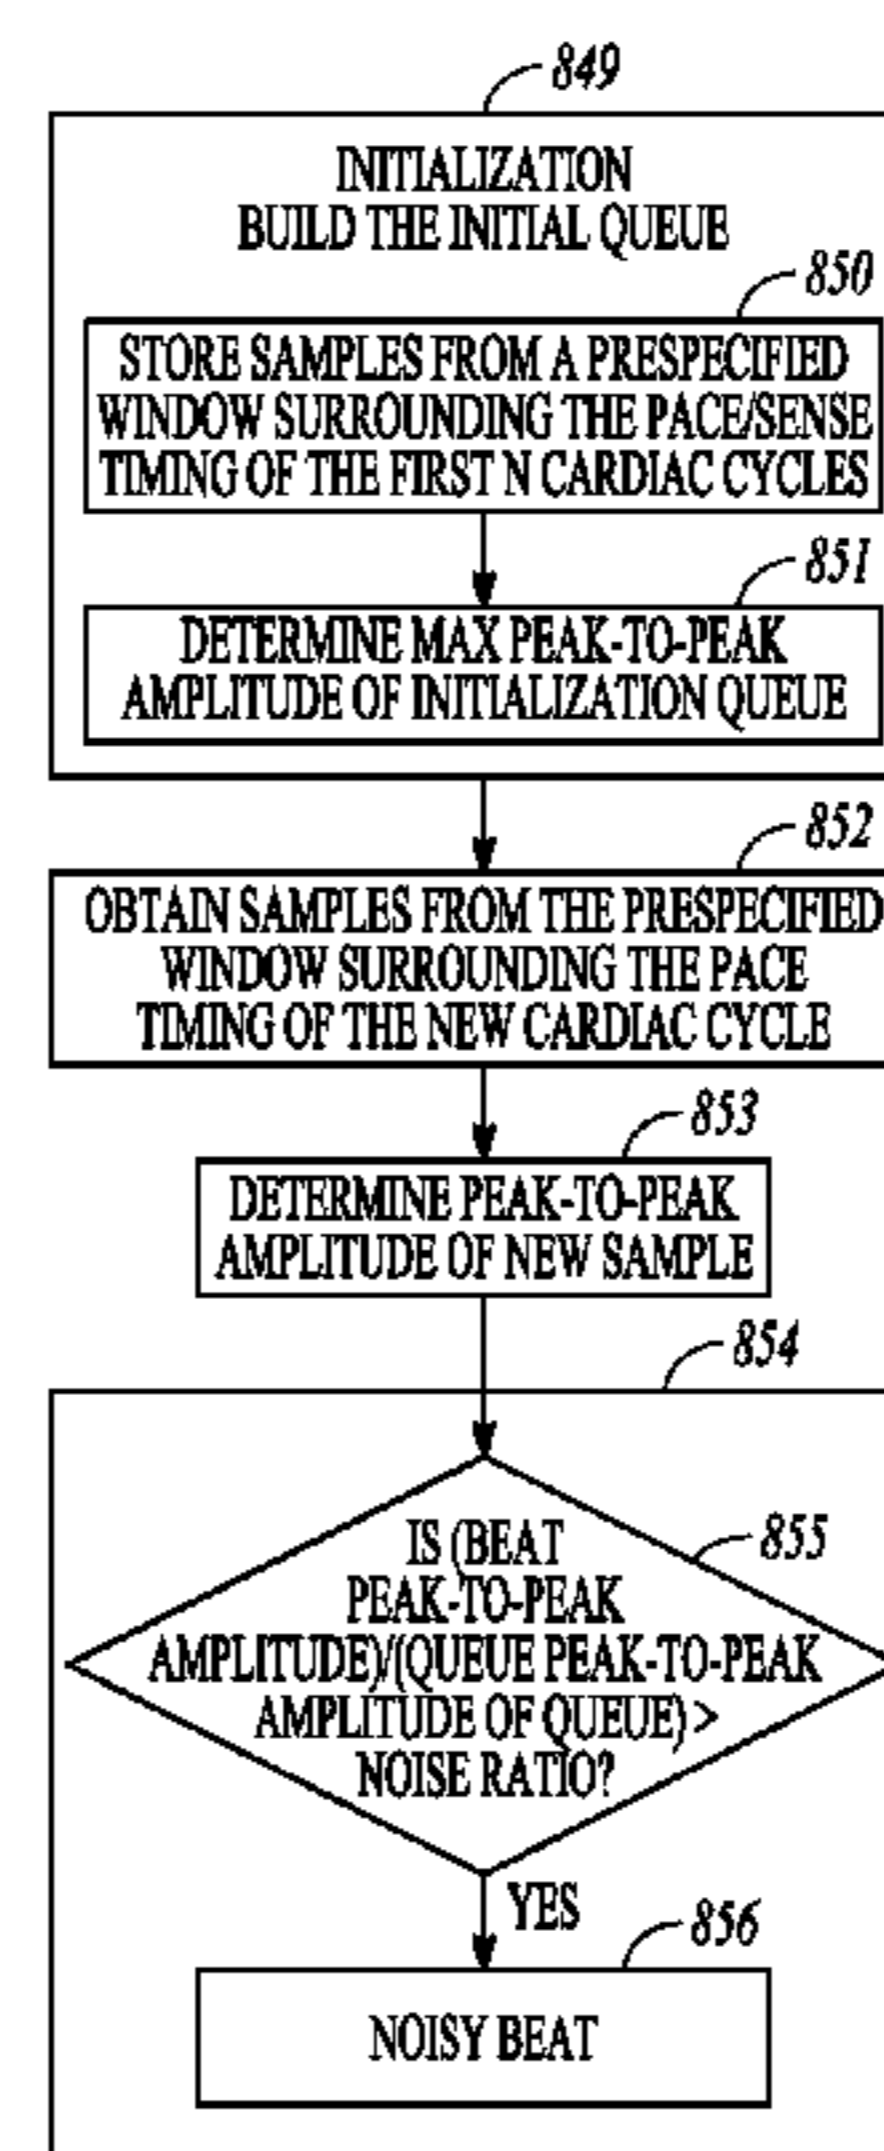 849
INITIALIZATION
BUILD THE INITIAL QUEUE
850
STORE SAMPLES FROM A PRESPECIFIED
WINDOW SURROUNDING THE PACE/SENSE
TIMING OF THE FIRST N CARDIAC CYCLES
851
DETERMINE MAX PEAK-TO-PEAK
AMPLITUDE OF INITIALIZATION QUEUE
852
OBTAIN SAMPLES FROM THE PRESPECIFIED
WINDOW SURROUNDING THE PACE
TIMING OF THE NEW CARDIAC CYCLE
853
DETERMINE PEAK-TO-PEAK
AMPLITUDE OF NEW SAMPLE
854
855
IS (BEAT
PEAK-TO-PEAK
AMPLITUDE)/(QUEUE PEAK-TO-PEAK
AMPLITUDE OF QUEUE) >
NOISE RATIO?
YES
856
NOISY BEAT